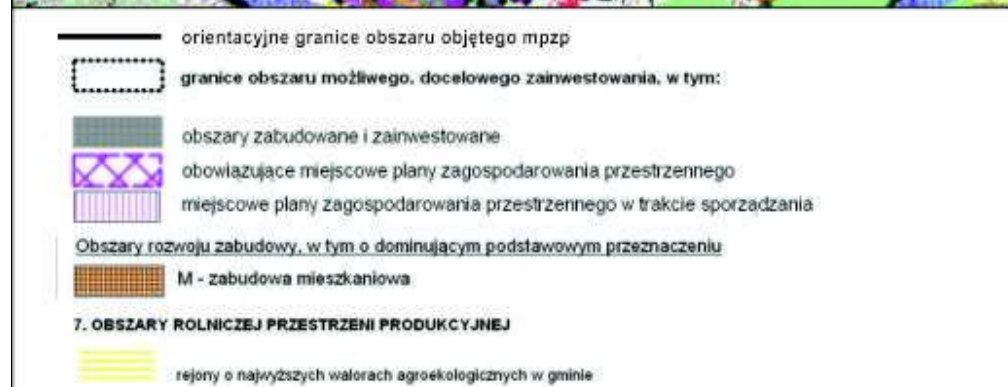 orientacyjne granice obszaru objętego mpzp
granice obszaru możliwego, docelowego zainwestowania, w tym:
obszary zabudowane i zainwestowane
obowiązujące miejscowe plany zagospodarowania przestrzennego
miejscowe plany zagospodarowania przestrzennego w trakcie sporządzania
Obszary rozwoju zabudowy, w tym o dominującym podstawowym przeznaczeniu
M - zabudowa mieszkaniowa
7. OBSZARY ROLNICZEJ PRZESTRZENI PRODUKCYJNEJ
rejony o najwyższych walorach agroekologicznych w gminie